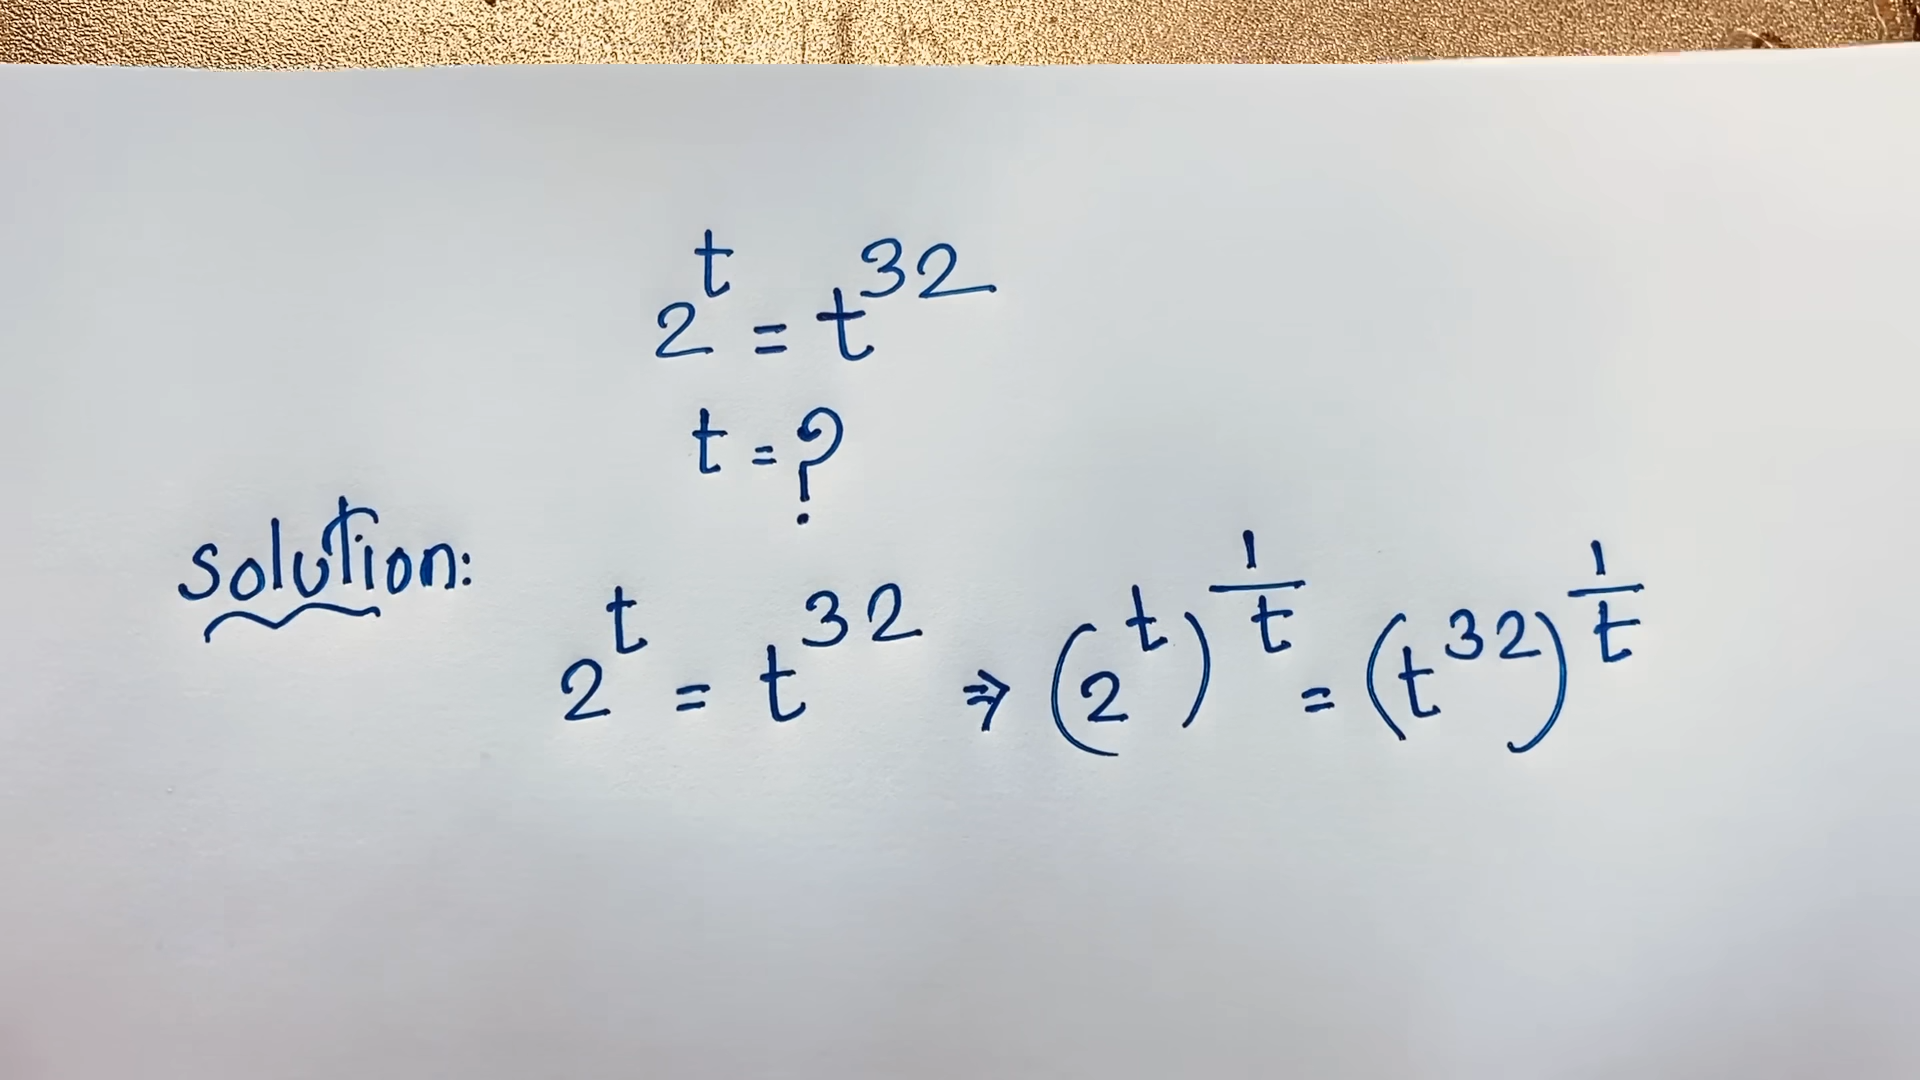 2^t = t^32
t = ?
Solution:
2^t = t^32 ⇒ (2^t)^(1/t) = (t^32)^(1/t)